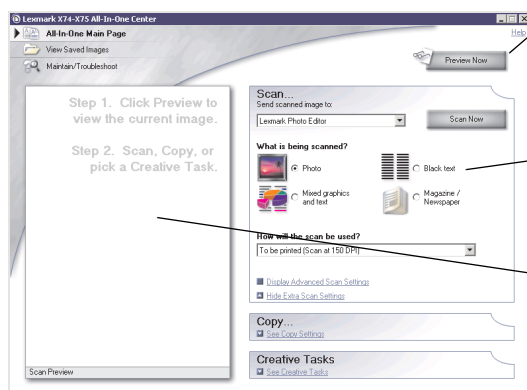 Lexmark X74-X75 All-In-One Center
All-In-One Main Page
Help
View Saved Images
Maintain/Troubleshoot
Preview Now
Step 1. Click Preview to
view the current image.
Step 2. Scan, Copy, or
pick a Creative Task.
Scan Preview
Scan...
Send scanned image to:
Lexmark Photo Editor
Scan Now
What is being scanned?
Photo
Black text
Mixed graphics
and text
Magazine /
Newspaper
How will the scan be used?
To be printed (Scan at 150 DPI)
Display Advanced Scan Settings
Hide Extra Scan Settings
Copy...
See Copy Settings
Creative Tasks
See Creative Tasks